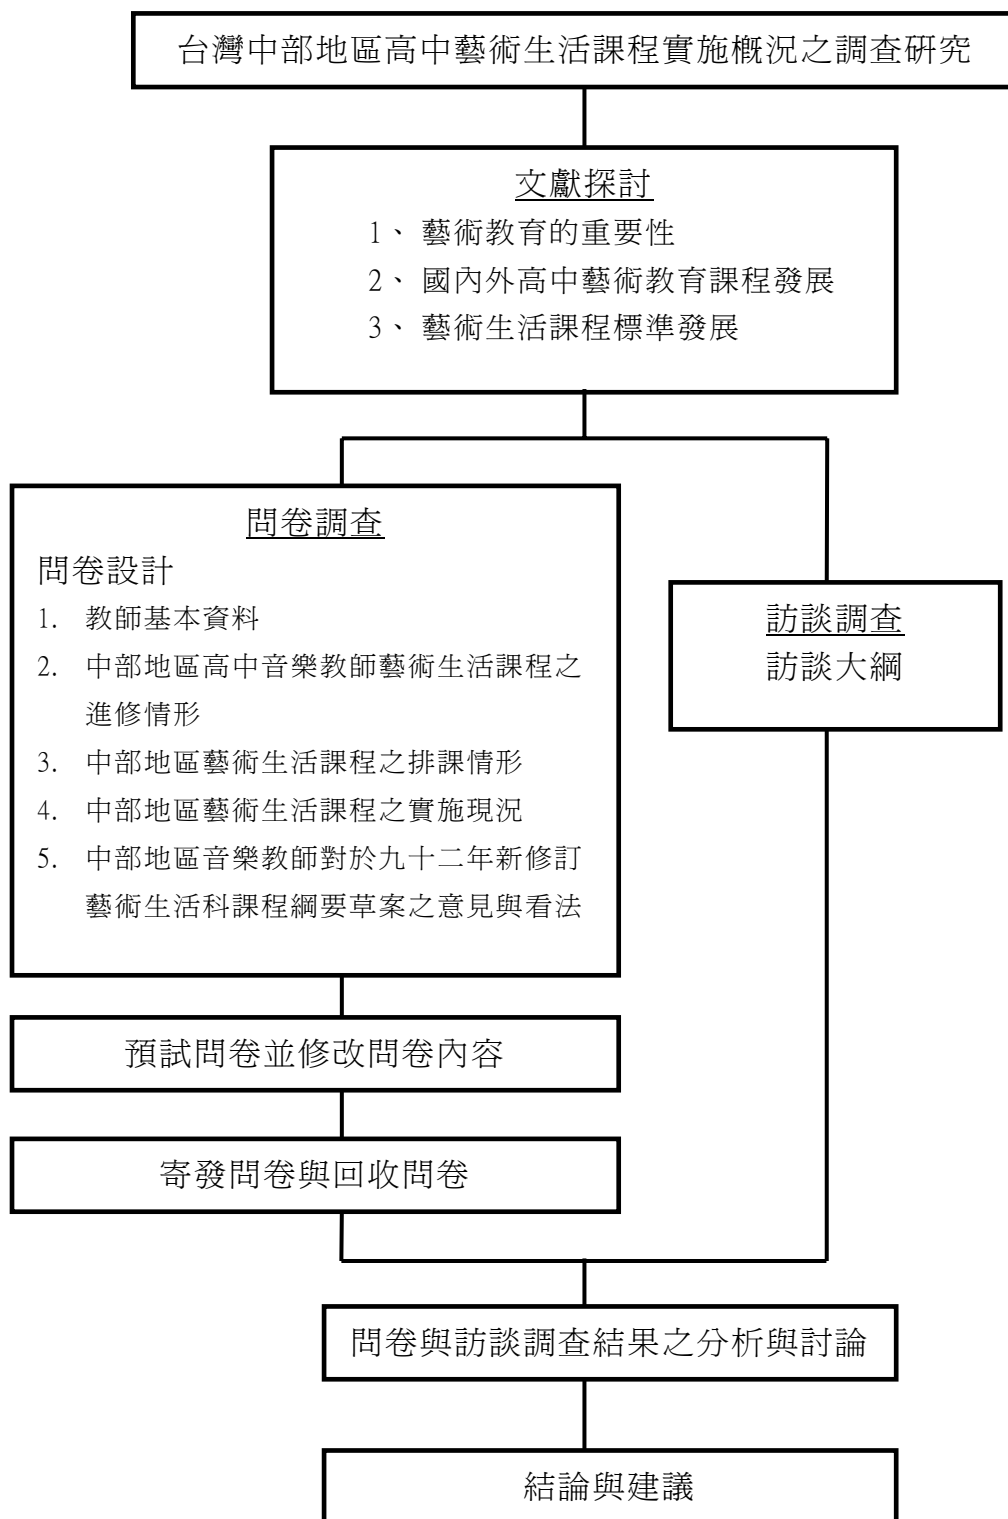 台灣中部地區高中藝術生活課程實施概況之調查研究
文獻探討
1、 藝術教育的重要性
2、 國內外高中藝術教育課程發展
3、 藝術生活課程標準發展
問卷調查
問卷設計
1. 教師基本資料
2. 中部地區高中音樂教師藝術生活課程之
進修情形
3. 中部地區藝術生活課程之排課情形
4. 中部地區藝術生活課程之實施現況
5. 中部地區音樂教師對於九十二年新修訂
藝術生活科課程綱要草案之意見與看法
訪談調查
訪談大綱
預試問卷並修改問卷內容
寄發問卷與回收問卷
問卷與訪談調查結果之分析與討論
結論與建議